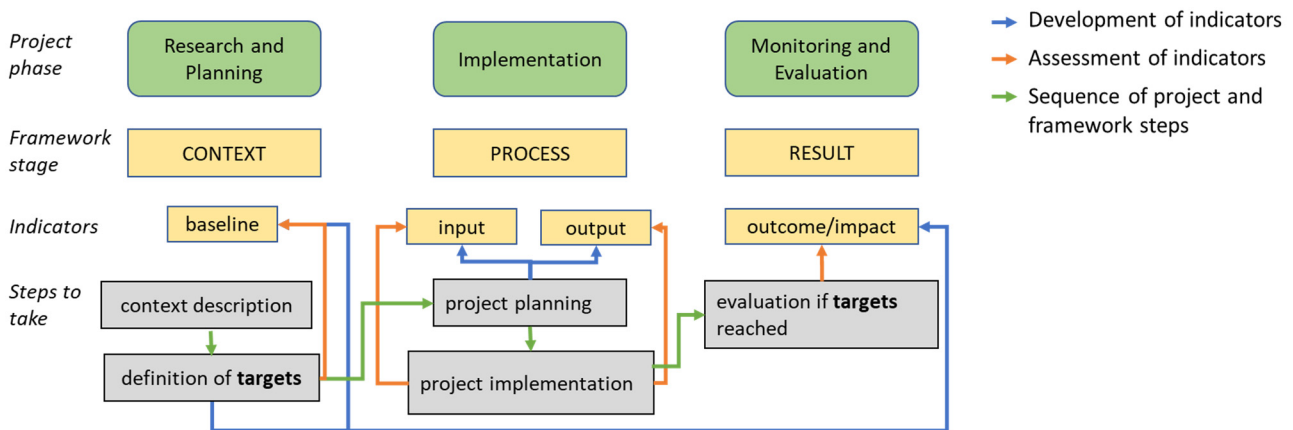 Project
phase
Research and
Planning
Implementation
Monitoring and
Evaluation
Development of indicators
Assessment of indicators
Sequence of project and
framework steps
Framework
stage
CONTEXT
PROCESS
RESULT
Indicators
baseline
input
output
outcome/impact
Steps to
take
context description
project planning
evaluation if targets
reached
definition of targets
project implementation